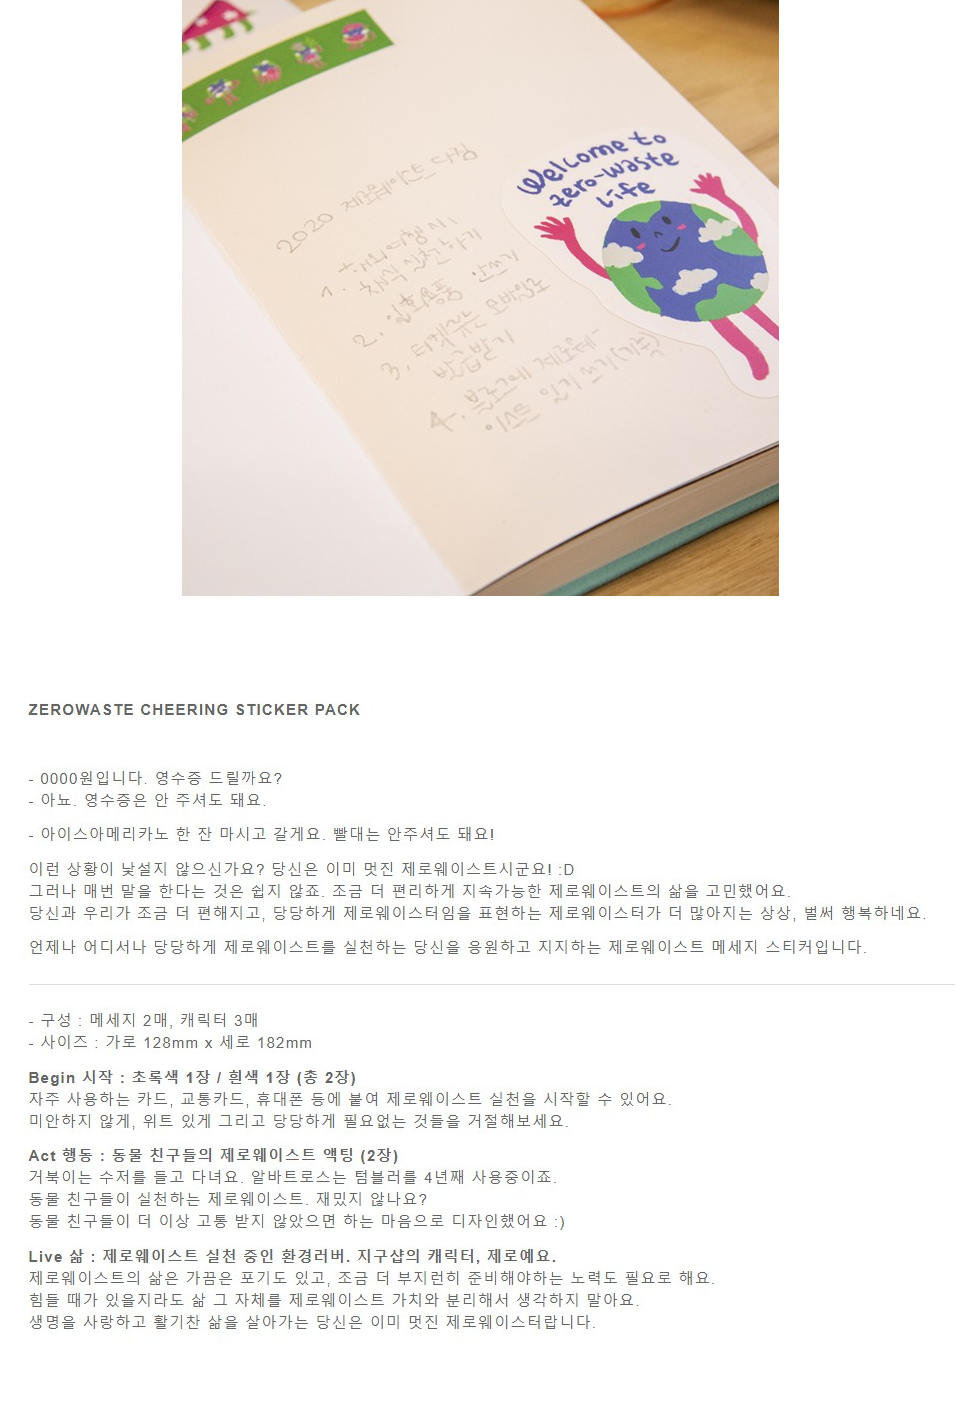 Welcome to
zero-waste
life
2020 제로웨이스트 다짐
1. 해외여행 시
채식 실천하기
2. 일회용품 안쓰기
3. 티켓류는 모바일로
발급받기
4. 블로그에 제로웨
이스트 일기 쓰기(기록)
ZEROWASTE CHEERING STICKER PACK
- 0000원입니다. 영수증 드릴까요?
- 아뇨. 영수증은 안 주셔도 돼요.
- 아이스아메리카노 한 잔 마시고 갈게요. 빨대는 안주셔도 돼요!
이런 상황이 낯설지 않으신가요? 당신은 이미 멋진 제로웨이스트시군요! :D
그러나 매번 말을 한다는 것은 쉽지 않죠. 조금 더 편리하게 지속가능한 제로웨이스트의 삶을 고민했어요.
당신과 우리가 조금 더 편해지고, 당당하게 제로웨이스터임을 표현하는 제로웨이스터가 더 많아지는 상상, 벌써 행복하네요.
언제나 어디서나 당당하게 제로웨이스트를 실천하는 당신을 응원하고 지지하는 제로웨이스트 메세지 스티커입니다.
- 구성 : 메세지 2매, 캐릭터 3매
- 사이즈 : 가로 128mm x 세로 182mm
Begin 시작 : 초록색 1장 / 흰색 1장 (총 2장)
자주 사용하는 카드, 교통카드, 휴대폰 등에 붙여 제로웨이스트 실천을 시작할 수 있어요.
미안하지 않게, 위트 있게 그리고 당당하게 필요없는 것들을 거절해보세요.
Act 행동 : 동물 친구들의 제로웨이스트 액팅 (2장)
거북이는 수저를 들고 다녀요. 알바트로스는 텀블러를 4년째 사용중이죠.
동물 친구들이 실천하는 제로웨이스트. 재밌지 않나요?
동물 친구들이 더 이상 고통 받지 않았으면 하는 마음으로 디자인했어요 :)
Live 삶 : 제로웨이스트 실천 중인 환경러버. 지구샵의 캐릭터, 제로예요.
제로웨이스트의 삶은 가끔은 포기도 있고, 조금 더 부지런히 준비해야하는 노력도 필요로 해요.
힘들 때가 있을지라도 삶 그 자체를 제로웨이스트 가치와 분리해서 생각하지 말아요.
생명을 사랑하고 활기찬 삶을 살아가는 당신은 이미 멋진 제로웨이스터랍니다.